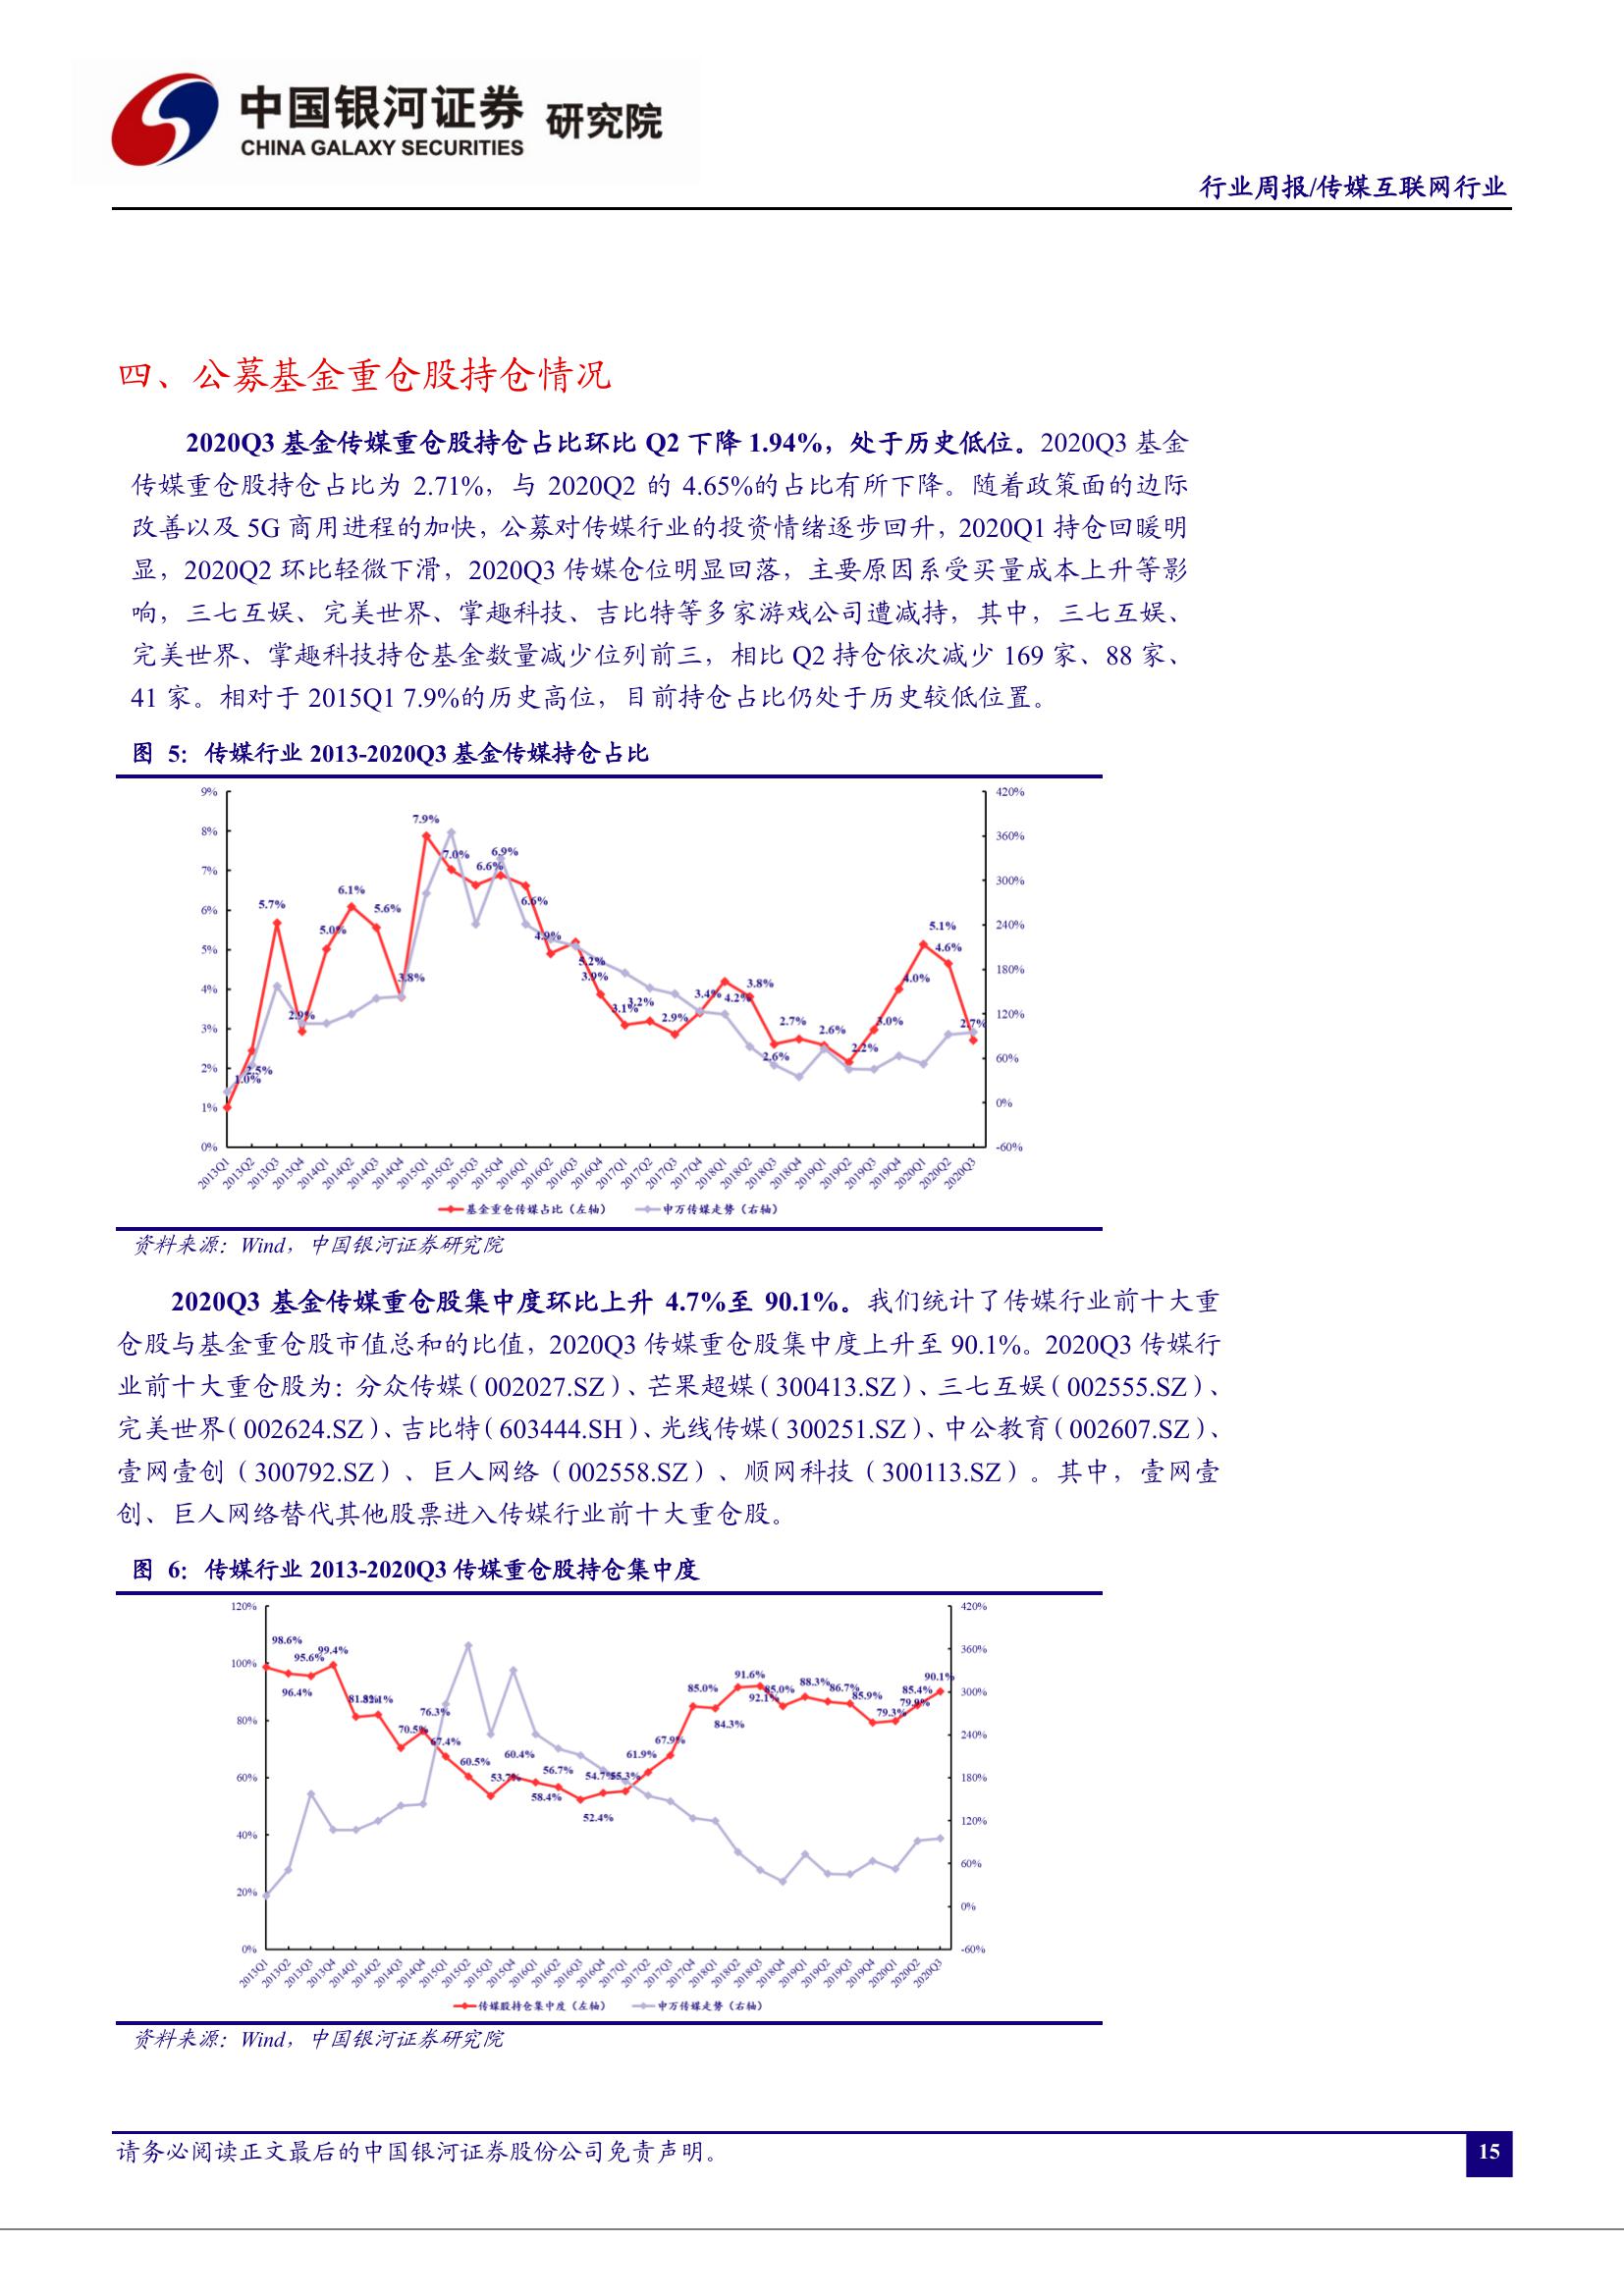 中国银河证券 研究院
CHINA GALAXY SECURITIES
行业周报/传媒互联网行业
四、公募基金重仓股持仓情况
2020Q3 基金传媒重仓股持仓占比环比 Q2 下降 1.94%，处于历史低位。2020Q3 基金
传媒重仓股持仓占比为 2.71%，与 2020Q2 的 4.65%的占比有所下降。随着政策面的边际
改善以及 5G 商用进程的加快，公募对传媒行业的投资情绪逐步回升，2020Q1 持仓回暖明
显，2020Q2 环比轻微下滑，2020Q3 传媒仓位明显回落，主要原因系受买量成本上升等影
响，三七互娱、完美世界、掌趣科技、吉比特等多家游戏公司遭减持，其中，三七互娱、
完美世界、掌趣科技持仓基金数量减少位列前三，相比 Q2 持仓依次减少 169 家、88 家、
41 家。相对于 2015Q1 7.9%的历史高位，目前持仓占比仍处于历史较低位置。
图 5：传媒行业 2013-2020Q3 基金传媒持仓占比
9% 8% 7% 6% 5% 4% 3% 2% 1% 0%
420% 360% 300% 240% 180% 120% 60% 0% -60%
1.0% 2.5% 5.7% 2.9% 5.0% 6.1% 5.6% 3.8% 7.9% 7.0% 6.6% 6.9% 6.6% 4.9% 5.2% 3.9% 3.1% 3.2% 2.9% 3.4% 4.2% 3.8% 2.6% 2.7% 2.6% 2.2% 3.0% 4.0% 5.1% 4.6% 2.7%
2013Q1 2013Q2 2013Q3 2013Q4 2014Q1 2014Q2 2014Q3 2014Q4 2015Q1 2015Q2 2015Q3 2015Q4 2016Q1 2016Q2 2016Q3 2016Q4 2017Q1 2017Q2 2017Q3 2017Q4 2018Q1 2018Q2 2018Q3 2018Q4 2019Q1 2019Q2 2019Q3 2019Q4 2020Q1 2020Q2 2020Q3
基金重仓传媒占比（左轴） 申万传媒走势（右轴）
资料来源：Wind，中国银河证券研究院
2020Q3 基金传媒重仓股集中度环比上升 4.7%至 90.1%。我们统计了传媒行业前十大重
仓股与基金重仓股市值总和的比值，2020Q3 传媒重仓股集中度上升至 90.1%。2020Q3 传媒行
业前十大重仓股为：分众传媒（002027.SZ）、芒果超媒（300413.SZ）、三七互娱（002555.SZ）、
完美世界（002624.SZ）、吉比特（603444.SH）、光线传媒（300251.SZ）、中公教育（002607.SZ）、
壹网壹创（300792.SZ）、巨人网络（002558.SZ）、顺网科技（300113.SZ）。其中，壹网壹
创、巨人网络替代其他股票进入传媒行业前十大重仓股。
图 6：传媒行业 2013-2020Q3 传媒重仓股持仓集中度
120% 100% 80% 60% 40% 20% 0%
420% 360% 300% 240% 180% 120% 60% 0% -60%
98.6% 96.4% 95.6% 99.4% 81.3% 82.1% 70.5% 76.3% 67.4% 60.5% 53.7% 60.4% 58.4% 56.7% 52.4% 54.7% 55.3% 61.9% 67.9% 85.0% 84.3% 91.6% 92.1% 85.0% 88.3% 86.7% 85.9% 79.3% 79.9% 85.4% 90.1%
2013Q1 2013Q2 2013Q3 2013Q4 2014Q1 2014Q2 2014Q3 2014Q4 2015Q1 2015Q2 2015Q3 2015Q4 2016Q1 2016Q2 2016Q3 2016Q4 2017Q1 2017Q2 2017Q3 2017Q4 2018Q1 2018Q2 2018Q3 2018Q4 2019Q1 2019Q2 2019Q3 2019Q4 2020Q1 2020Q2 2020Q3
传媒股持仓集中度（左轴） 申万传媒走势（右轴）
资料来源：Wind，中国银河证券研究院
请务必阅读正文最后的中国银河证券股份公司免责声明。
15